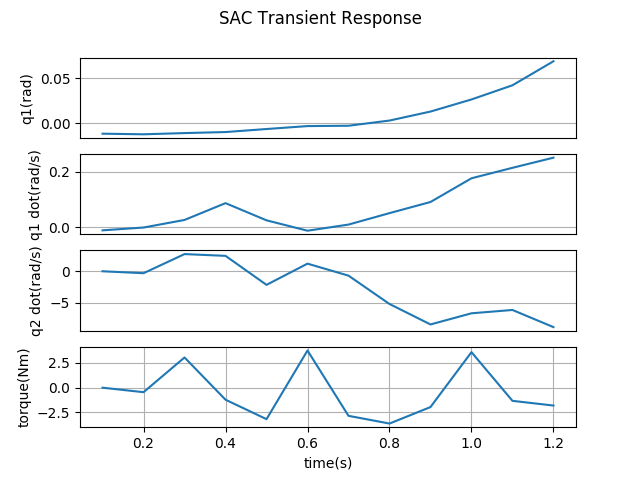 SAC Transient Response
q1(rad)
0.05
0.00
q1 dot(rad/s)
0.2
0.0
q2 dot(rad/s)
0
−5
torque(Nm)
2.5
0.0
−2.5
0.2 0.4 0.6 0.8 1.0 1.2
time(s)